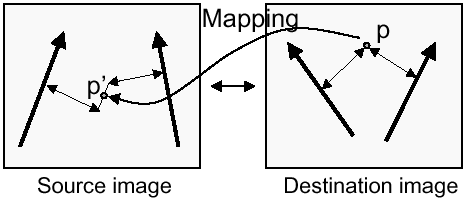 Mapping
p
p’
Source image
Destination image